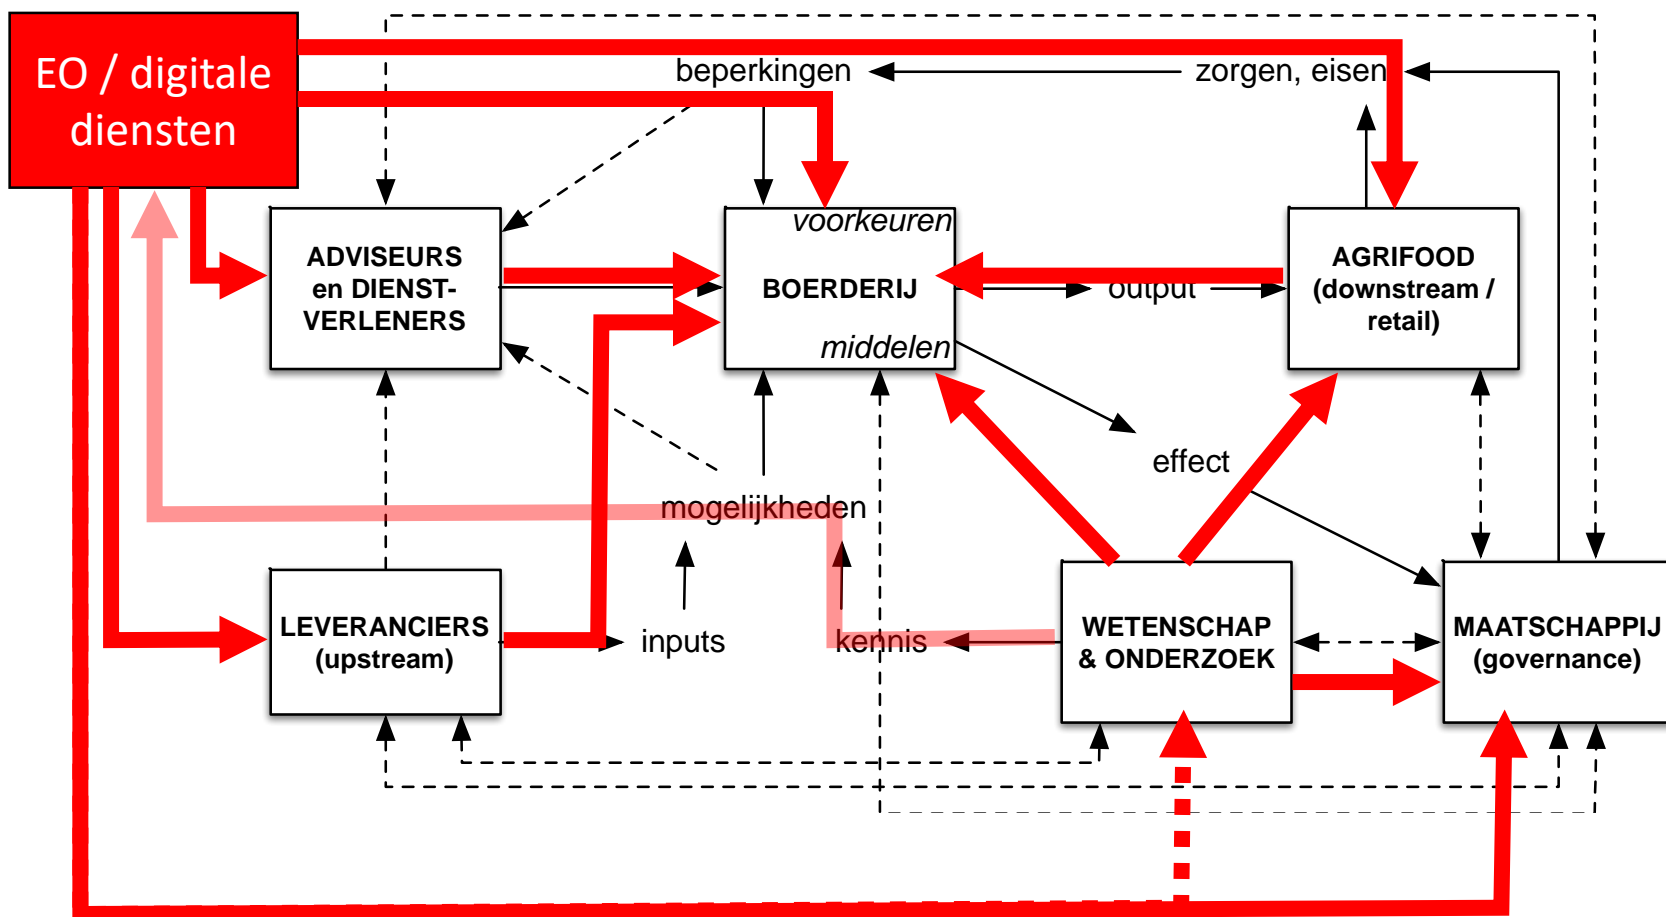 EO / digitale
diensten
beperkingen
zorgen, eisen
ADVISEURS
en DIENST-
VERLENERS
voorkeuren
BOERDERIJ
middelen
output
AGRIFOOD
(downstream /
retail)
effect
mogelijkheden
LEVERANCIERS
(upstream)
inputs
kennis
WETENSCHAP
& ONDERZOEK
MAATSCHAPPIJ
(governance)